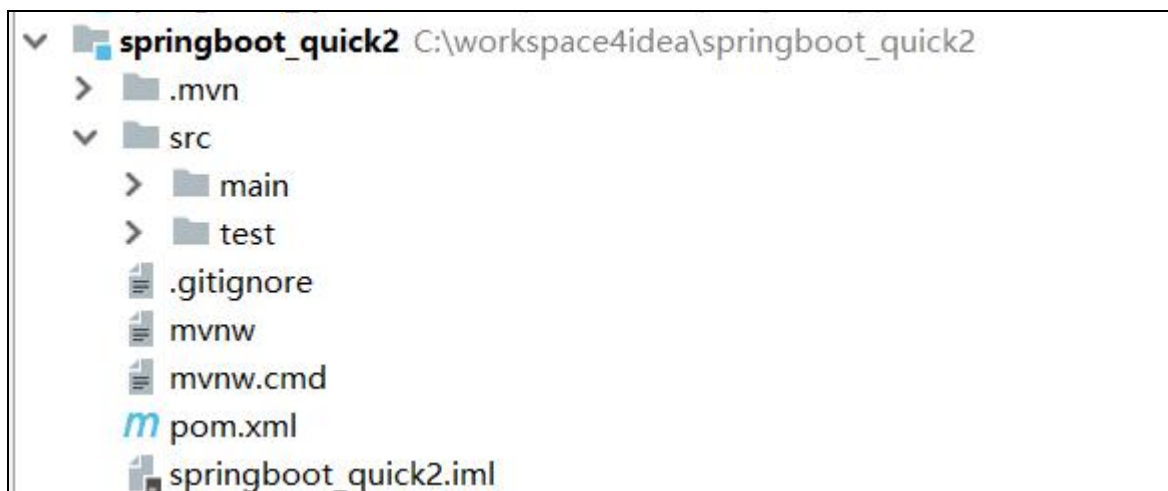 springboot_quick2 C:\workspace4idea\springboot_quick2
.mvn
src
main
test
.gitignore
mvnw
mvnw.cmd
pom.xml
springboot_quick2.iml